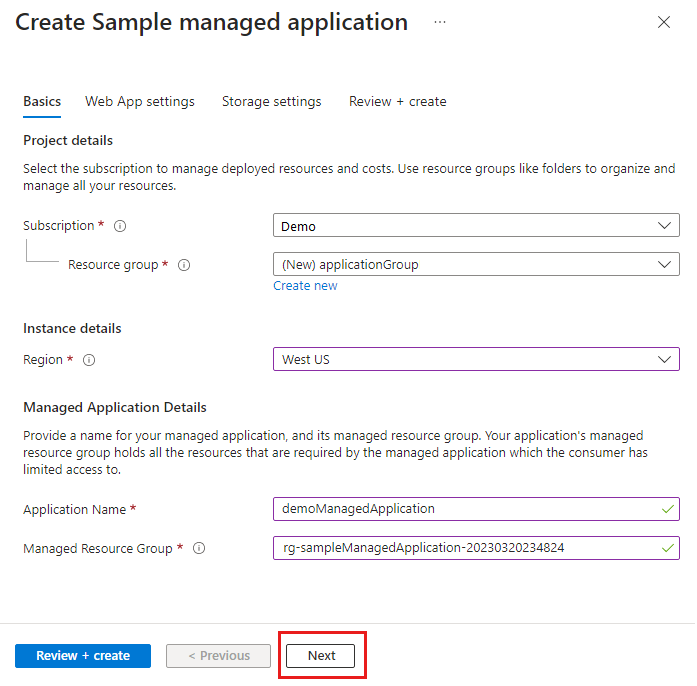 Create Sample managed application ...
Basics Web App settings Storage settings Review + create
Project details
Select the subscription to manage deployed resources and costs. Use resource groups like folders to organize and
manage all your resources.
Subscription * Demo
Resource group * (New) applicationGroup
Create new
Instance details
Region * West US
Managed Application Details
Provide a name for your managed application, and its managed resource group. Your application's managed
resource group holds all the resources that are required by the managed application which the consumer has
limited access to.
Application Name * demoManagedApplication
Managed Resource Group * rg-sampleManagedApplication-20230320234824
Review + create < Previous Next